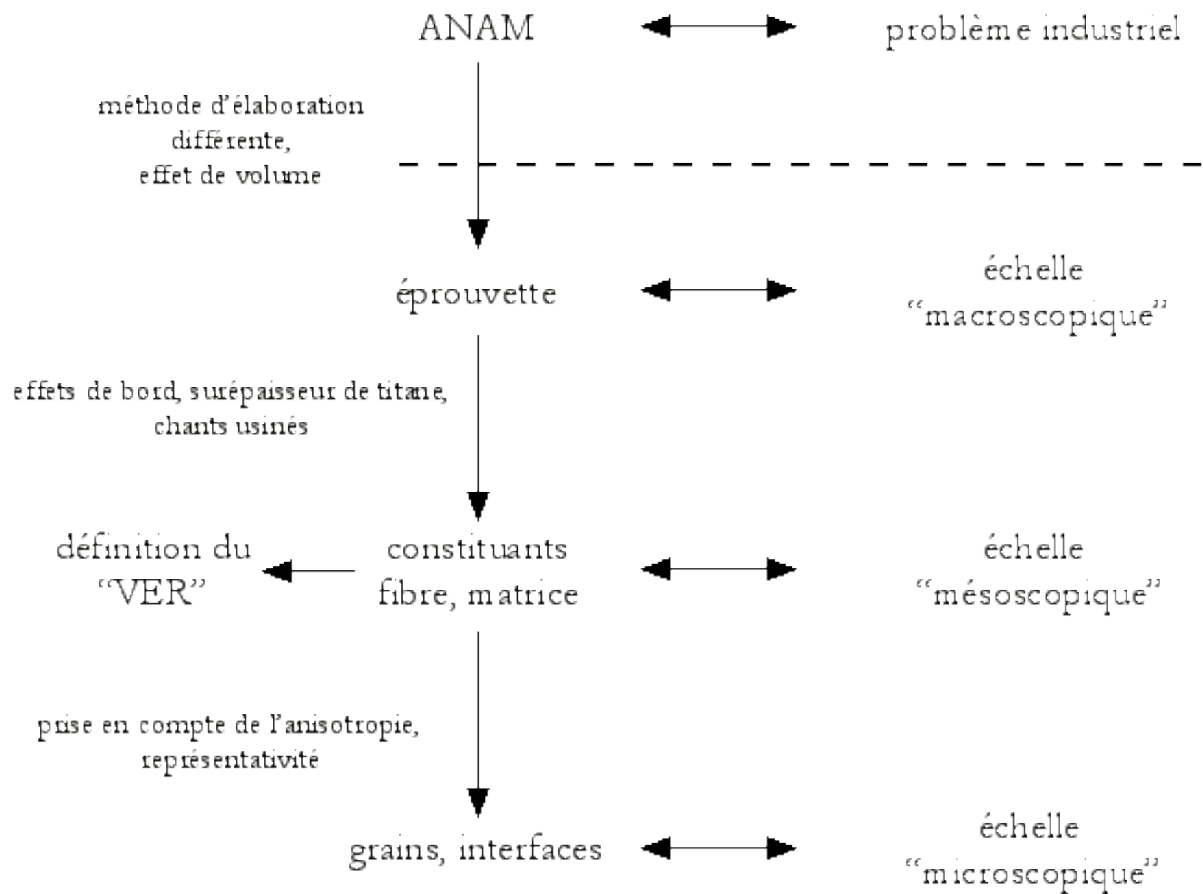 ANAM
problème industriel
méthode d'élaboration
différente,
effet de volume
éprouvette
échelle
“macroscopique”
effets de bord, surépaisseur de titane,
chants usinés
définition du
“VER”
constituants
fibre, matrice
échelle
“mésoscopique”
prise en compte de l'anisotropie,
représentativité
grains, interfaces
échelle
“microscopique”